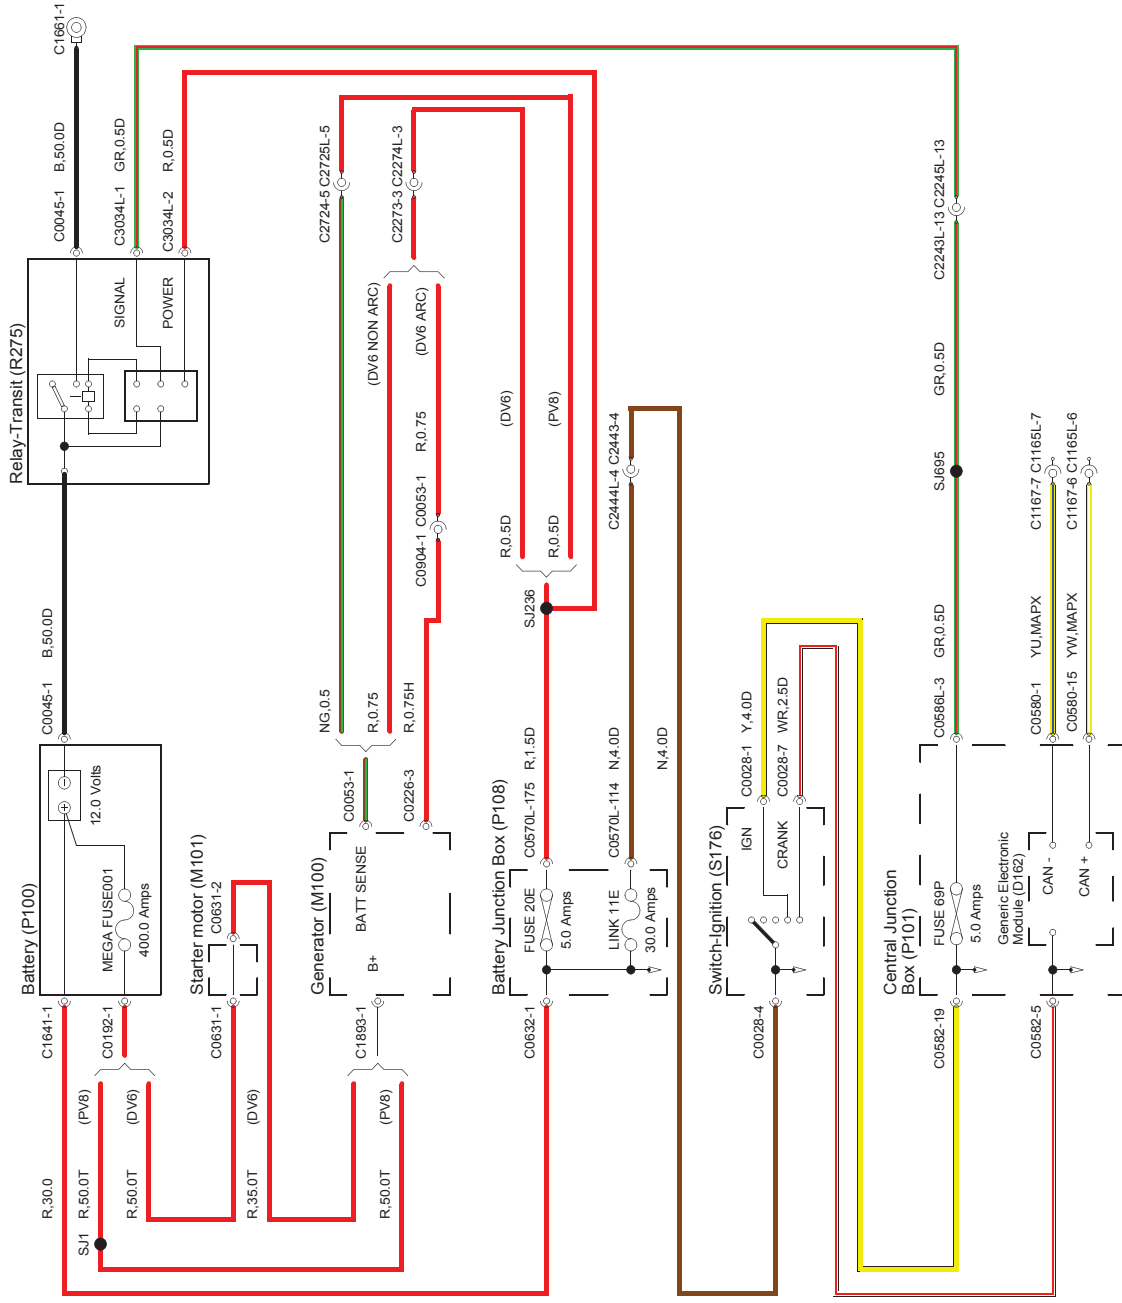 C1661-1
B,50.0D
C0045-1
GR,0.5D
C3034L-1
R,0.5D
C3034L-2
Relay-Transit (R275)
SIGNAL
POWER
B,50.0D
C0045-1
Battery (P100)
12.0 Volts
MEGA FUSE001
400.0 Amps
C1641-1
C0192-1
R,30.0
(PV8)
R,50.0T
(DV6)
R,50.0T
SJ1
Starter motor (M101)
C0631-2
C0631-1
(DV6)
R,35.0T
C2724-5 C2725L-5
C2273-3 C2274L-3
(DV6 NON ARC)
(DV6 ARC)
R,0.75
C0904-1 C0053-1
NG,0.5
R,0.75
R,0.75H
C0053-1
C0226-3
Generator (M100)
BATT SENSE
B+
C1893-1
(PV8)
R,50.0T
(DV6)
(PV8)
R,0.5D
R,0.5D
SJ236
C2444L-4 C2443-4
R,1.5D
C0570L-175
N,4.0D
C0570L-114
N,4.0D
Battery Junction Box (P108)
FUSE 20E
5.0 Amps
LINK 11E
30.0 Amps
C0632-1
Y,4.0D
C0028-1
WR,2.5D
C0028-7
Switch-Ignition (S176)
IGN
CRANK
C0028-4
C2243L-13 C2245L-13
GR,0.5D
SJ695
GR,0.5D
C0586L-3
C1167-7 C1165L-7
C1167-6 C1165L-6
YU,MAPX
C0580-1
YW,MAPX
C0580-15
Central Junction
Box (P101)
FUSE 69P
5.0 Amps
Generic Electronic
Module (D162)
CAN -
CAN +
C0582-19
C0582-5